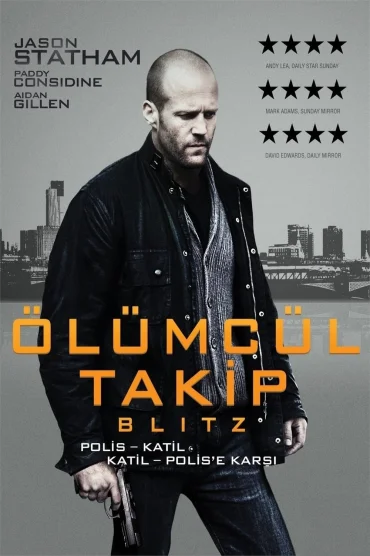 JASON
STATHAM
PADDY
CONSIDINE
AIDAN
GILLEN
ANDY LEA, DAILY STAR SUNDAY
MARK ADAMS, SUNDAY MIRROR
DAVID EDWARDS, DAILY MIRROR
ÖLÜMCÜL
TAKİP
BLITZ
POLİS – KATİL
KATİL – POLİS'E KARŞI